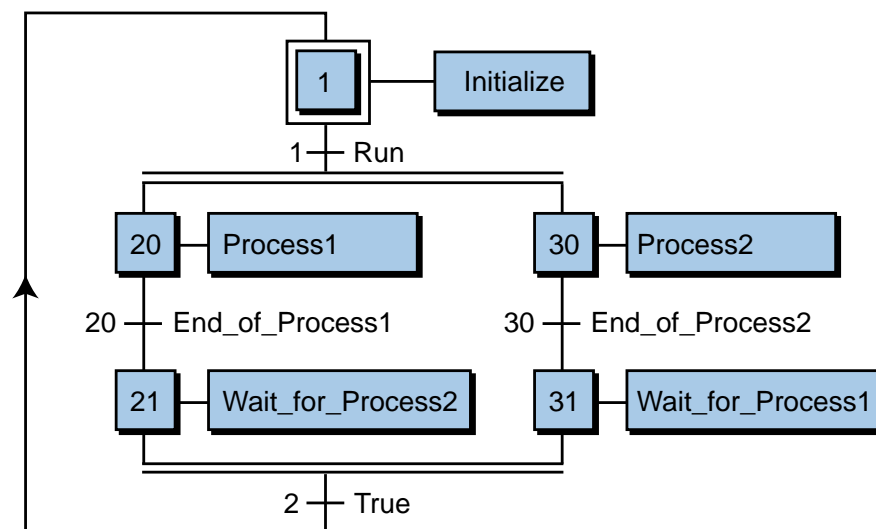 1 Initialize
1 Run
20 Process1 30 Process2
20 End_of_Process1 30 End_of_Process2
21 Wait_for_Process2 31 Wait_for_Process1
2 True